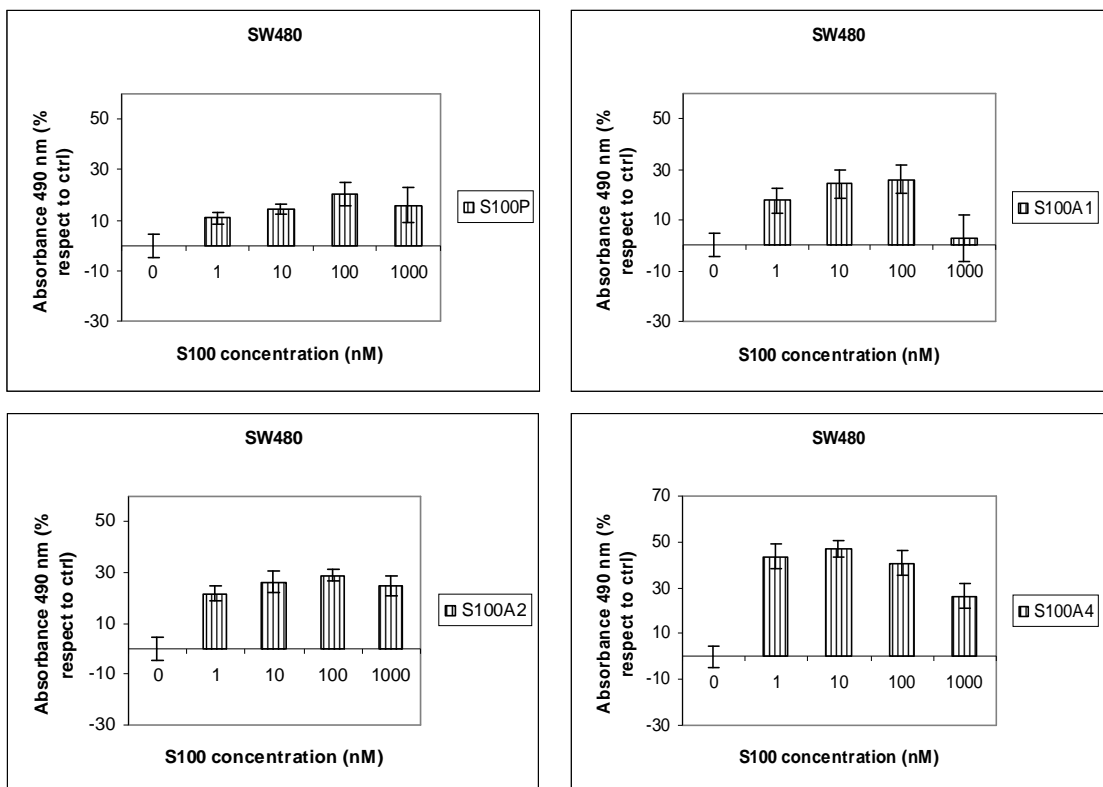 SW480
Absorbance 490 nm (%
respect to ctrl)
50
30
10
-10
-30
0 1 10 100 1000
S100 concentration (nM)
S100P
SW480
Absorbance 490 nm (%
respect to ctrl)
50
30
10
-10
-30
0 1 10 100 1000
S100 concentration (nM)
S100A1
SW480
Absorbance 490 nm (%
respect to ctrl)
50
30
10
-10
-30
0 1 10 100 1000
S100 concentration (nM)
S100A2
SW480
Absorbance 490 nm (%
respect to ctrl)
70
50
30
10
-10
-30
0 1 10 100 1000
S100 concentration (nM)
S100A4